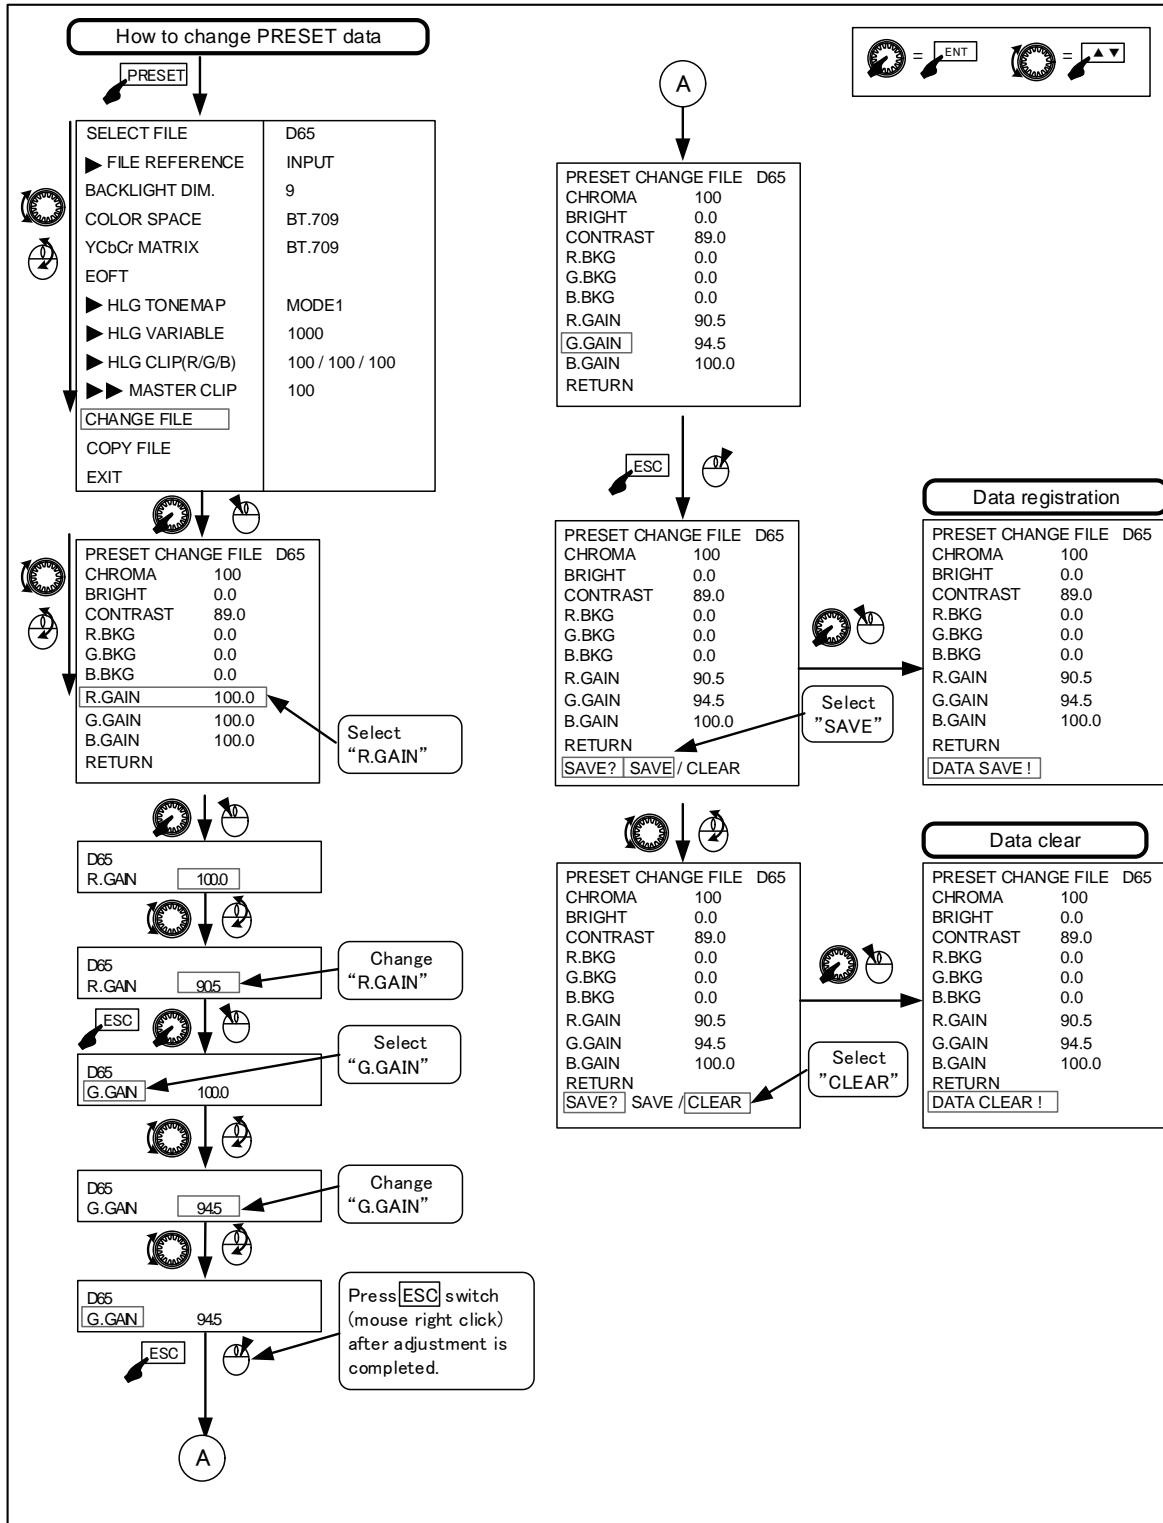 How to change PRESET data
PRESET
SELECT FILE D65
▶ FILE REFERENCE INPUT
BACKLIGHT DIM. 9
COLOR SPACE BT.709
YCbCr MATRIX BT.709
EOFT
▶ HLG TONEMAP MODE1
▶ HLG VARIABLE 1000
▶ HLG CLIP(R/G/B) 100 / 100 / 100
▶▶ MASTER CLIP 100
CHANGE FILE
COPY FILE
EXIT
PRESET CHANGE FILE D65
CHROMA 100
BRIGHT 0.0
CONTRAST 89.0
R.BKG 0.0
G.BKG 0.0
B.BKG 0.0
R.GAIN 100.0
G.GAIN 100.0
B.GAIN 100.0
RETURN
Select
“R.GAIN”
D65
R.GAIN 100.0
D65
R.GAIN 90.5
Change
“R.GAIN”
ESC
D65
G.GAIN 100.0
Select
“G.GAIN”
D65
G.GAIN 94.5
Change
“G.GAIN”
D65
G.GAIN 94.5
Press ESC switch
(mouse right click)
after adjustment is
completed.
ESC
A
= ENT
= ▲ ▼
A
PRESET CHANGE FILE D65
CHROMA 100
BRIGHT 0.0
CONTRAST 89.0
R.BKG 0.0
G.BKG 0.0
B.BKG 0.0
R.GAIN 90.5
G.GAIN 94.5
B.GAIN 100.0
RETURN
ESC
PRESET CHANGE FILE D65
CHROMA 100
BRIGHT 0.0
CONTRAST 89.0
R.BKG 0.0
G.BKG 0.0
B.BKG 0.0
R.GAIN 90.5
G.GAIN 94.5
B.GAIN 100.0
RETURN
SAVE? SAVE / CLEAR
Select
”SAVE”
Data registration
PRESET CHANGE FILE D65
CHROMA 100
BRIGHT 0.0
CONTRAST 89.0
R.BKG 0.0
G.BKG 0.0
B.BKG 0.0
R.GAIN 90.5
G.GAIN 94.5
B.GAIN 100.0
RETURN
DATA SAVE !
PRESET CHANGE FILE D65
CHROMA 100
BRIGHT 0.0
CONTRAST 89.0
R.BKG 0.0
G.BKG 0.0
B.BKG 0.0
R.GAIN 90.5
G.GAIN 94.5
B.GAIN 100.0
RETURN
SAVE? SAVE / CLEAR
Select
”CLEAR”
Data clear
PRESET CHANGE FILE D65
CHROMA 100
BRIGHT 0.0
CONTRAST 89.0
R.BKG 0.0
G.BKG 0.0
B.BKG 0.0
R.GAIN 90.5
G.GAIN 94.5
B.GAIN 100.0
RETURN
DATA CLEAR !